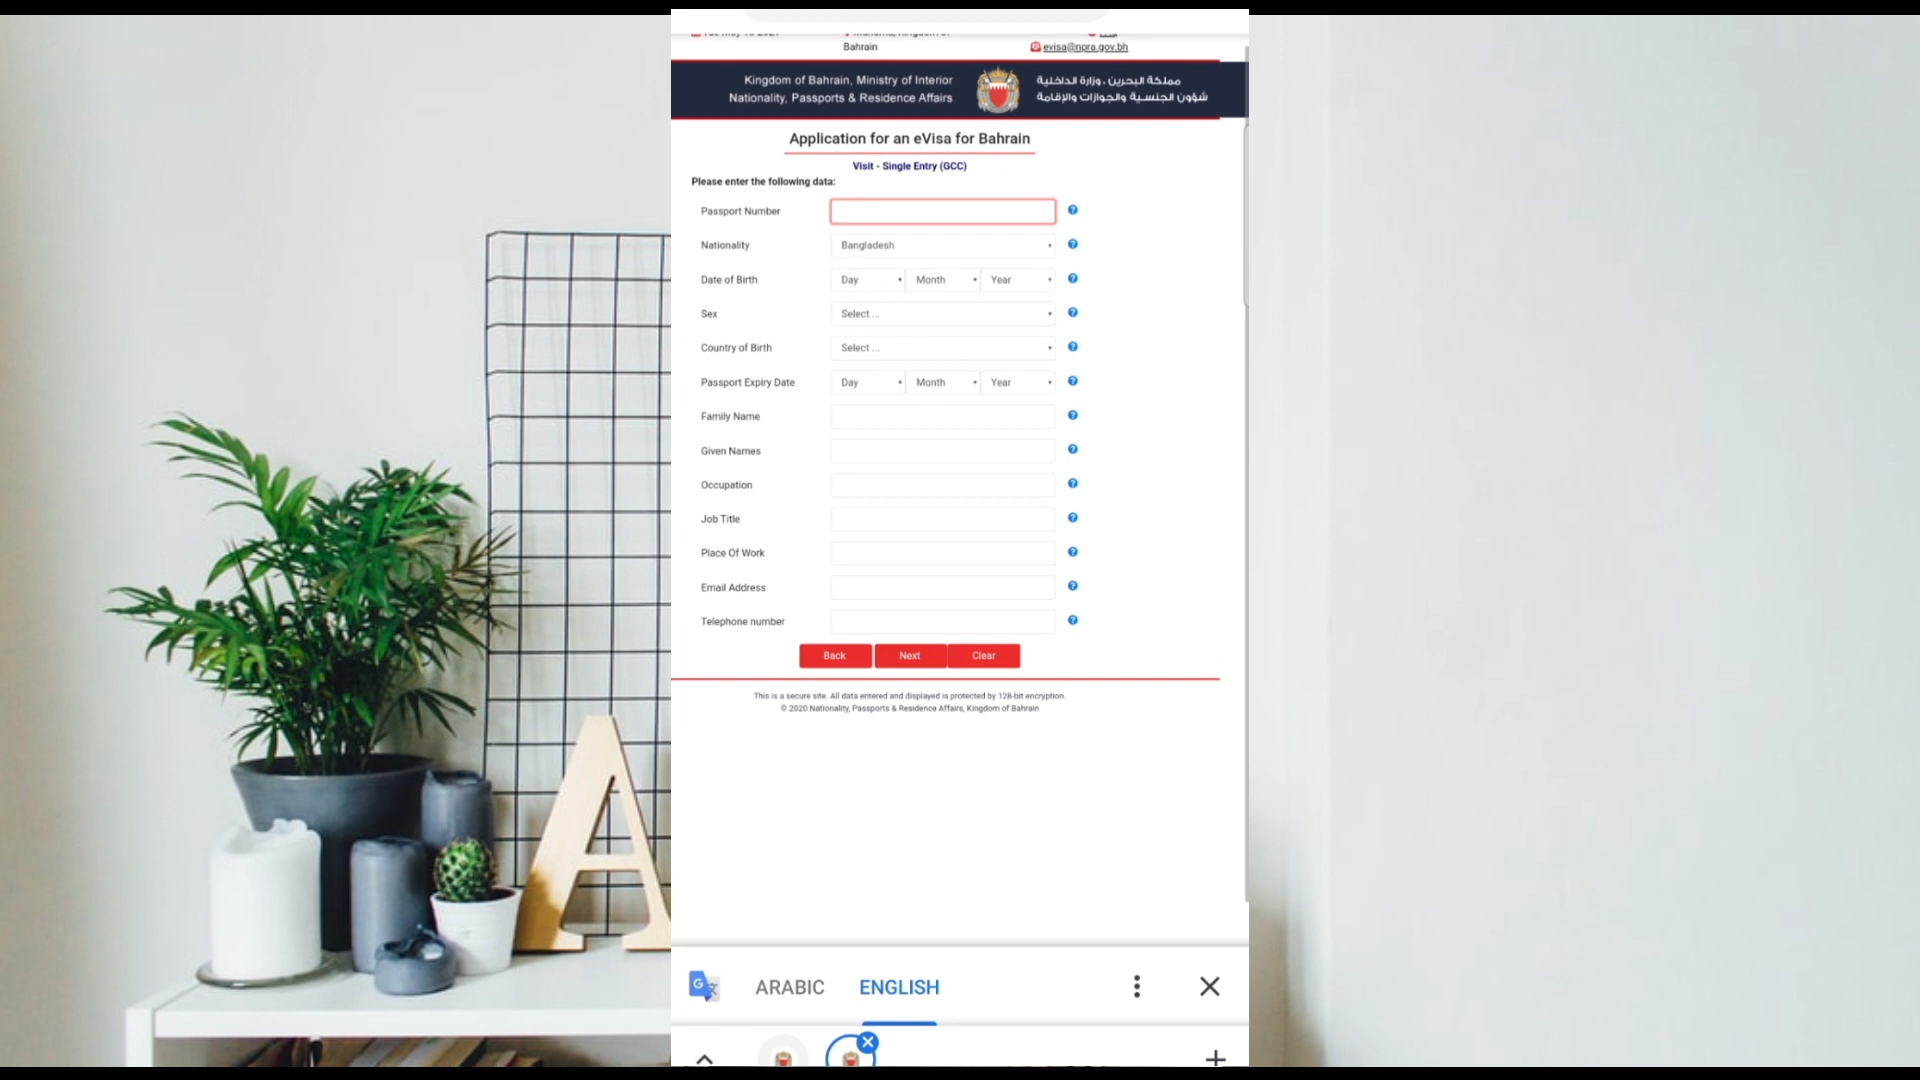 Bahrain
evisa@npra.gov.bh
Kingdom of Bahrain, Ministry of Interior
Nationality, Passports & Residence Affairs
مملكة البحرين . وزارة الداخلية
شؤون الجنسية والجوازات والإقامة
Application for an eVisa for Bahrain
Visit - Single Entry (GCC)
Please enter the following data:
Passport Number
Nationality Bangladesh
Date of Birth Day Month Year
Sex Select ...
Country of Birth Select ...
Passport Expiry Date Day Month Year
Family Name
Given Names
Occupation
Job Title
Place Of Work
Email Address
Telephone number
Back Next Clear
This is a secure site. All data entered and displayed is protected by 128-bit encryption.
© 2020 Nationality, Passports & Residence Affairs, Kingdom of Bahrain
ARABIC ENGLISH
A